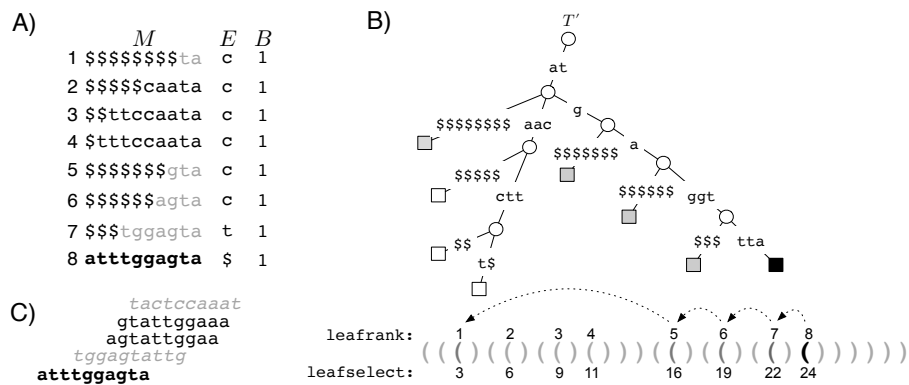 A)
M E B
1 $$$$$$$$ta c 1
2 $$$$$caata c 1
3 $$ttccaata c 1
4 $tttccaata c 1
5 $$$$$$$gta c 1
6 $$$$$$agta c 1
7 $$$tggagta t 1
8 atttggagta $ 1
C)
tactccaaat
gtattggaaa
agtattggaa
tggagtattg
atttggagta
B)
T′
at
$$$$$$$$ aac g
$$$$$$$ a
$$$$$ ctt $$$$$$ ggt
$$ t$ $$$ tta
leafrank: 1 2 3 4 5 6 7 8
((()(()(()()))(()(()(()())))))
leafselect: 3 6 9 11 16 19 22 24